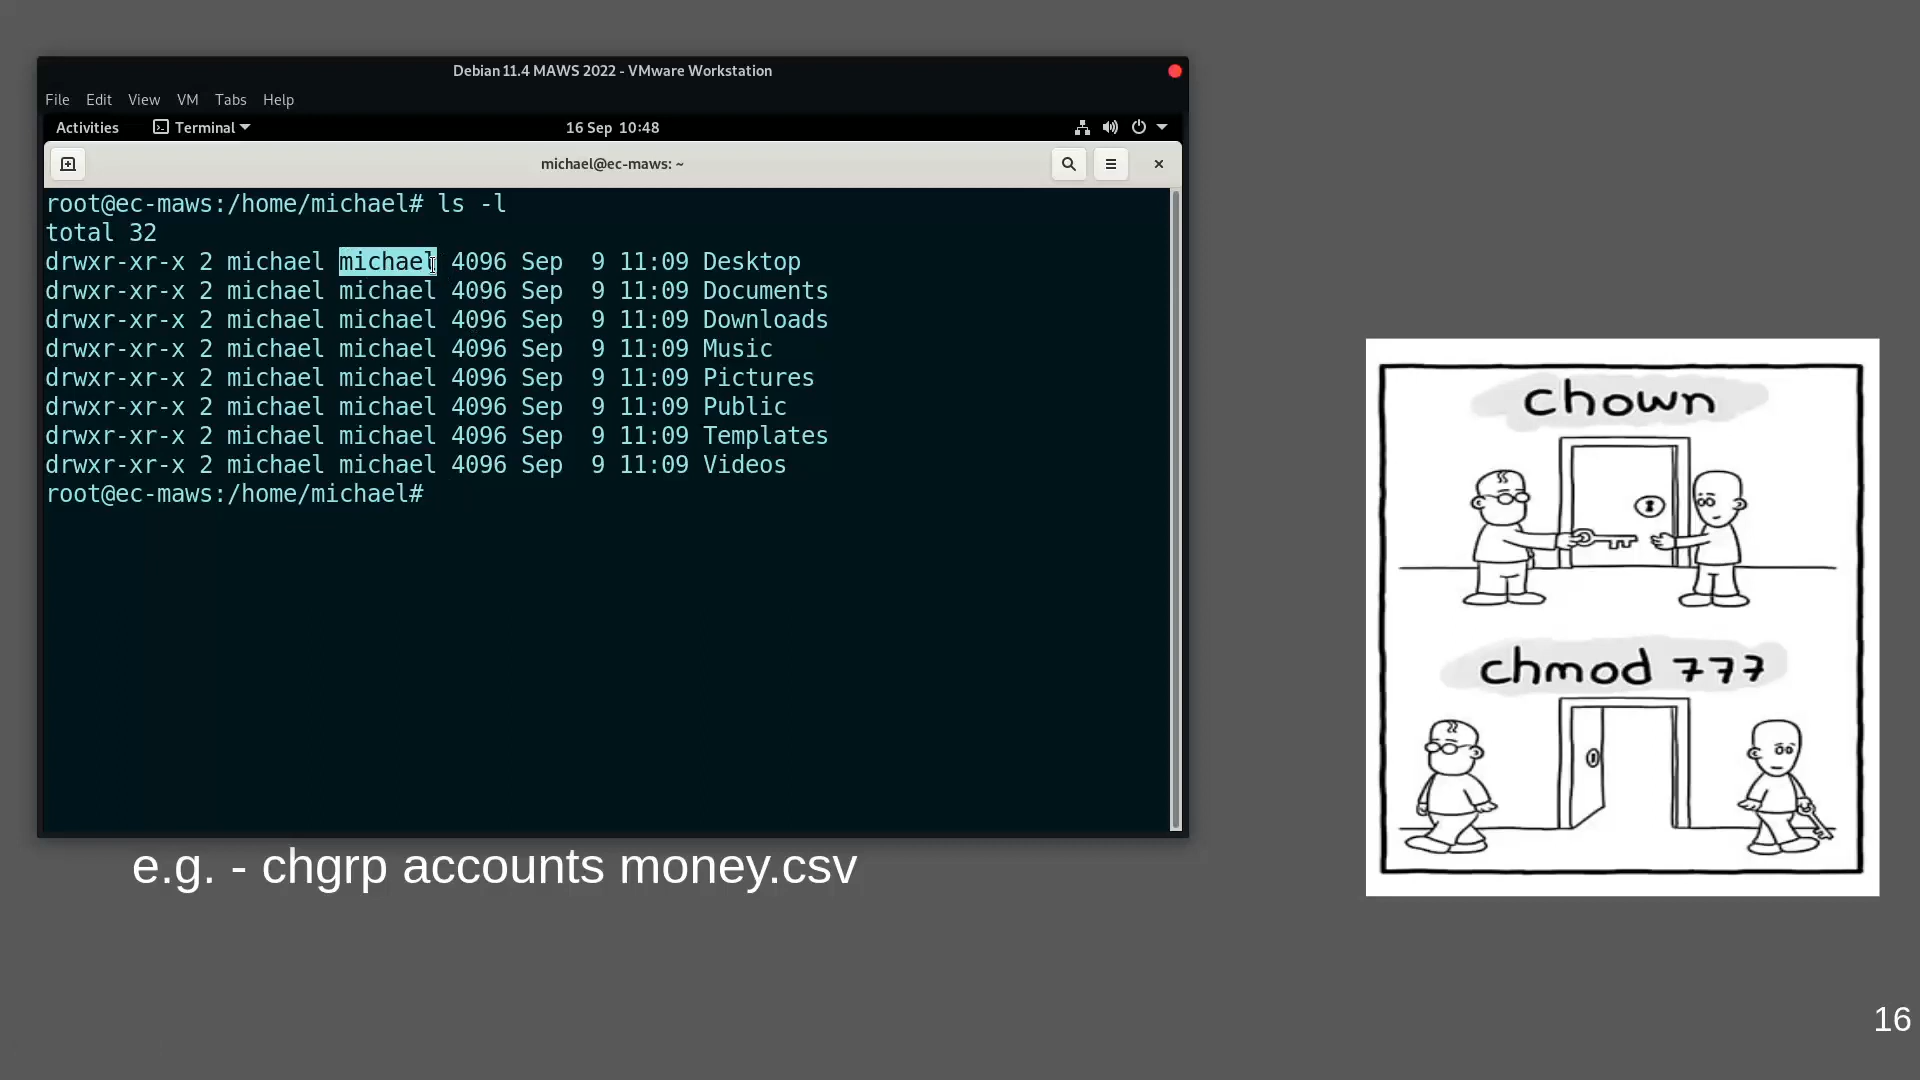 Debian 11.4 MAWS 2022 - VMware Workstation
File Edit View VM Tabs Help
Activities Terminal 16 Sep 10:48
michael@ec-maws: ~
root@ec-maws:/home/michael# ls -l
total 32
drwxr-xr-x 2 michael michael 4096 Sep  9 11:09 Desktop
drwxr-xr-x 2 michael michael 4096 Sep  9 11:09 Documents
drwxr-xr-x 2 michael michael 4096 Sep  9 11:09 Downloads
drwxr-xr-x 2 michael michael 4096 Sep  9 11:09 Music
drwxr-xr-x 2 michael michael 4096 Sep  9 11:09 Pictures
drwxr-xr-x 2 michael michael 4096 Sep  9 11:09 Public
drwxr-xr-x 2 michael michael 4096 Sep  9 11:09 Templates
drwxr-xr-x 2 michael michael 4096 Sep  9 11:09 Videos
root@ec-maws:/home/michael#
e.g. - chgrp accounts money.csv
chown
chmod 777
16